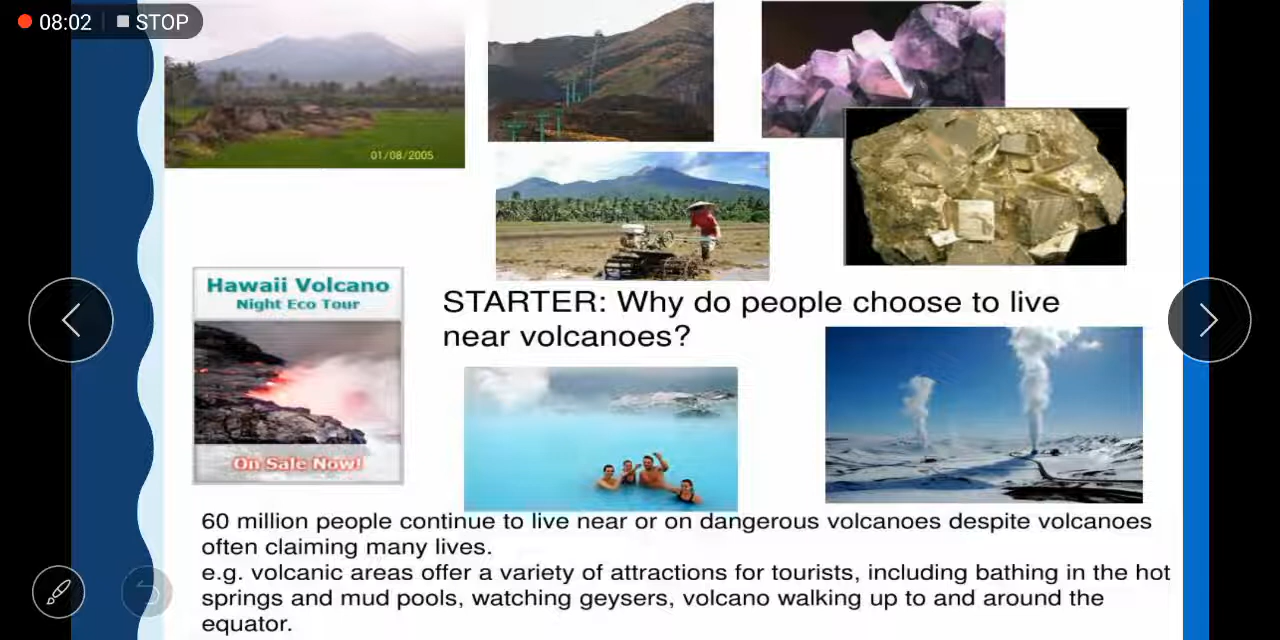 08:02
STOP
01/08/2005
Hawaii Volcano
Night Eco Tour
On Sale Now!
STARTER: Why do people choose to live
near volcanoes?
60 million people continue to live near or on dangerous volcanoes despite volcanoes
often claiming many lives.
e.g. volcanic areas offer a variety of attractions for tourists, including bathing in the hot
springs and mud pools, watching geysers, volcano walking up to and around the
equator.